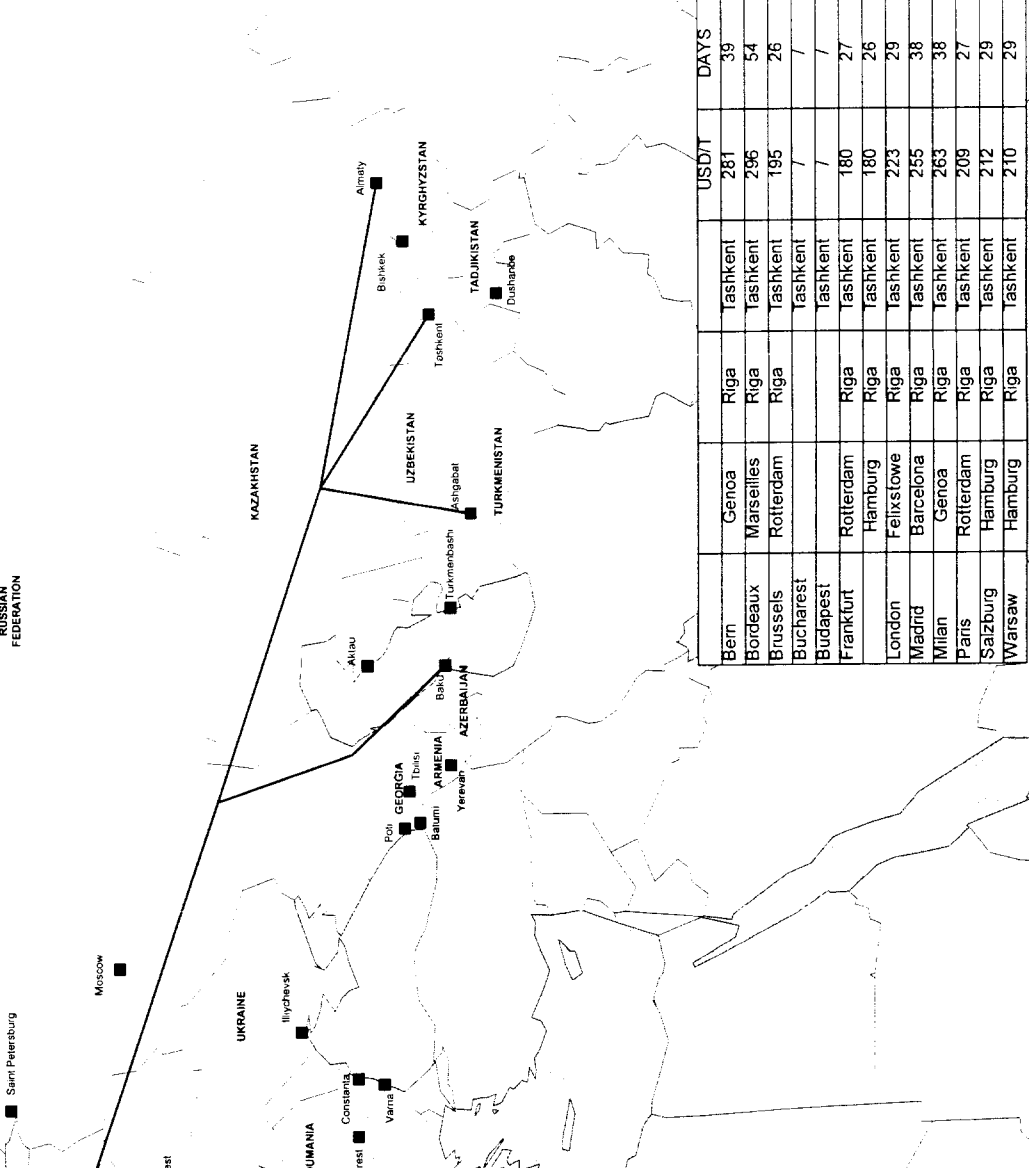 RUSSIAN
FEDERATION
Saint Petersburg
Moscow
KAZAKHSTAN
UKRAINE
Illiychevsk
Constanta
Varna
OUMANIA
rest
est
Poti
GEORGIA
Tbilisi
Batumi
ARMENIA
Yerevan
AZERBAIJAN
Baku
Aktau
Turkmenbashi
Ashgabat
TURKMENISTAN
UZBEKISTAN
Tashkent
Bishkek
Almaty
KYRGHYZSTAN
TADJIKISTAN
Dushanbe
USD/T DAYS
Bern Genoa Riga Tashkent 281 39
Bordeaux Marseilles Riga Tashkent 296 54
Brussels Rotterdam Riga Tashkent 195 26
Bucharest Tashkent / /
Budapest Tashkent / /
Frankfurt Rotterdam Riga Tashkent 180 27
Hamburg Riga Tashkent 180 26
London Felixstowe Riga Tashkent 223 29
Madrid Barcelona Riga Tashkent 255 38
Milan Genoa Riga Tashkent 263 38
Paris Rotterdam Riga Tashkent 209 27
Salzburg Hamburg Riga Tashkent 212 29
Warsaw Hamburg Riga Tashkent 210 29